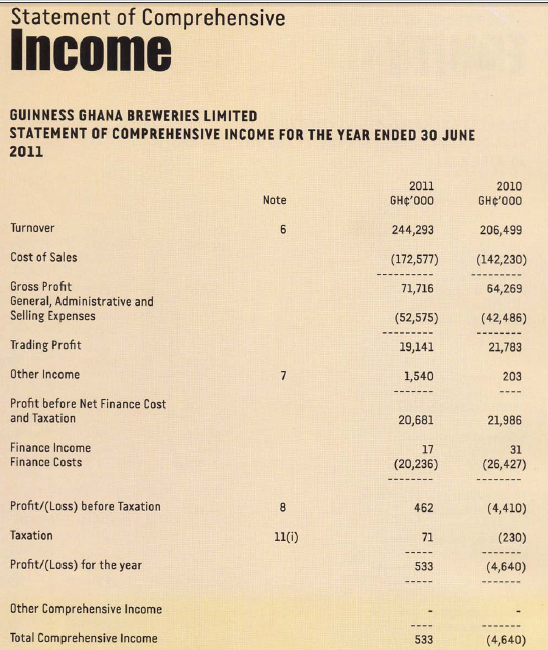 Statement of Comprehensive
Income
GUINNESS GHANA BREWERIES LIMITED
STATEMENT OF COMPREHENSIVE INCOME FOR THE YEAR ENDED 30 JUNE
2011
2011 2010
Note GH¢'000 GH¢'000
Turnover 6 244,293 206,499
Cost of Sales (172,577) (142,230)
Gross Profit 71,716 64,269
General, Administrative and
Selling Expenses (52,575) (42,486)
Trading Profit 19,141 21,783
Other Income 7 1,540 203
Profit before Net Finance Cost
and Taxation 20,681 21,986
Finance Income 17 31
Finance Costs (20,236) (26,427)
Profit/(Loss) before Taxation 8 462 (4,410)
Taxation 11(i) 71 (230)
Profit/(Loss) for the year 533 (4,640)
Other Comprehensive Income - -
Total Comprehensive Income 533 (4,640)